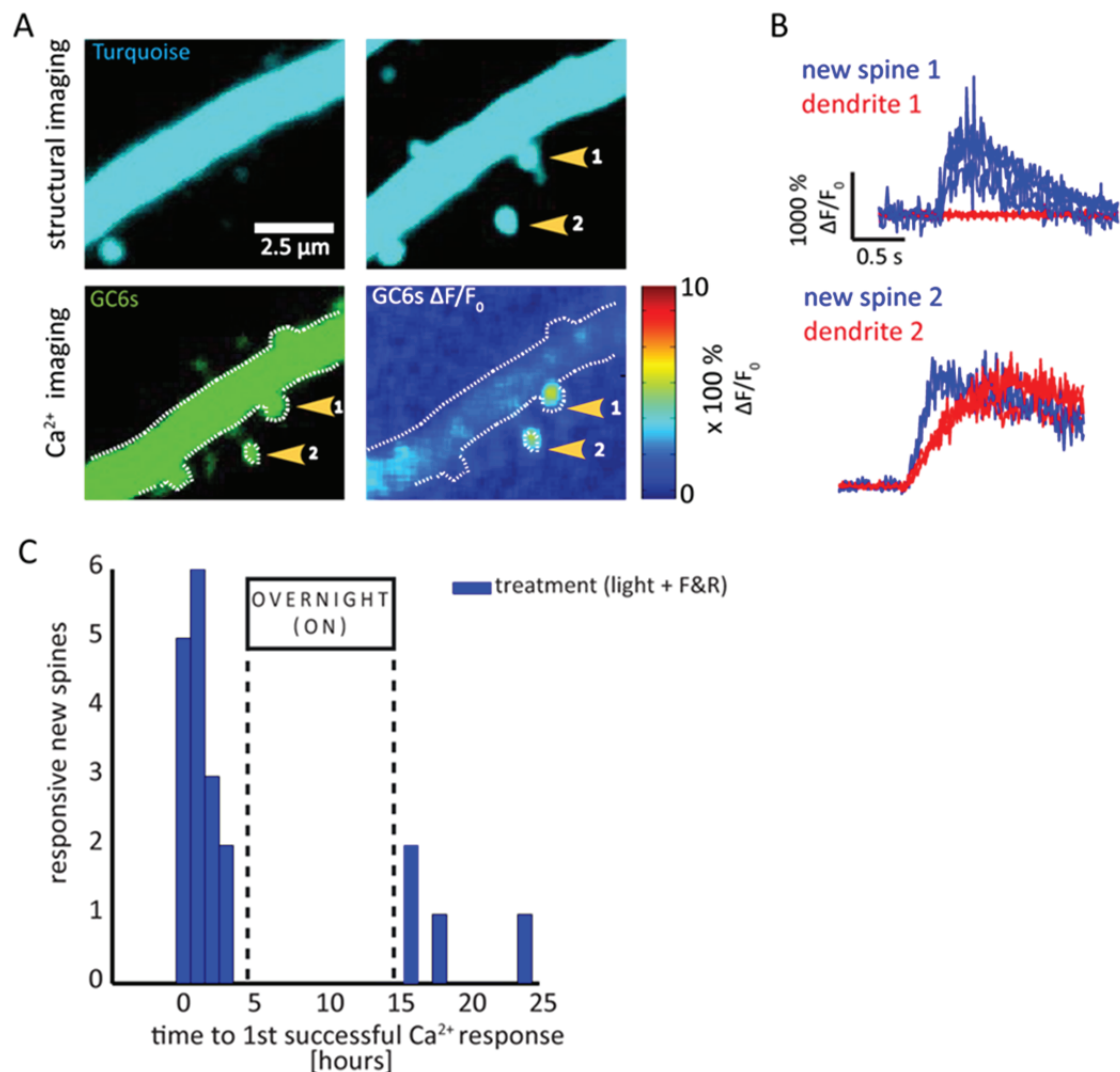 A
structural imaging
Turquoise
2.5 µm
1
2
Ca²⁺ imaging
GC6s
1
2
GC6s ΔF/F₀
1
2
10
0
x 100 %
ΔF/F₀
B
new spine 1
dendrite 1
1000 %
ΔF/F₀
0.5 s
new spine 2
dendrite 2
C
responsive new spines
6
5
4
3
2
1
0
OVERNIGHT
(ON)
treatment (light + F&R)
0 5 10 15 20 25
time to 1st successful Ca²⁺ response
[hours]